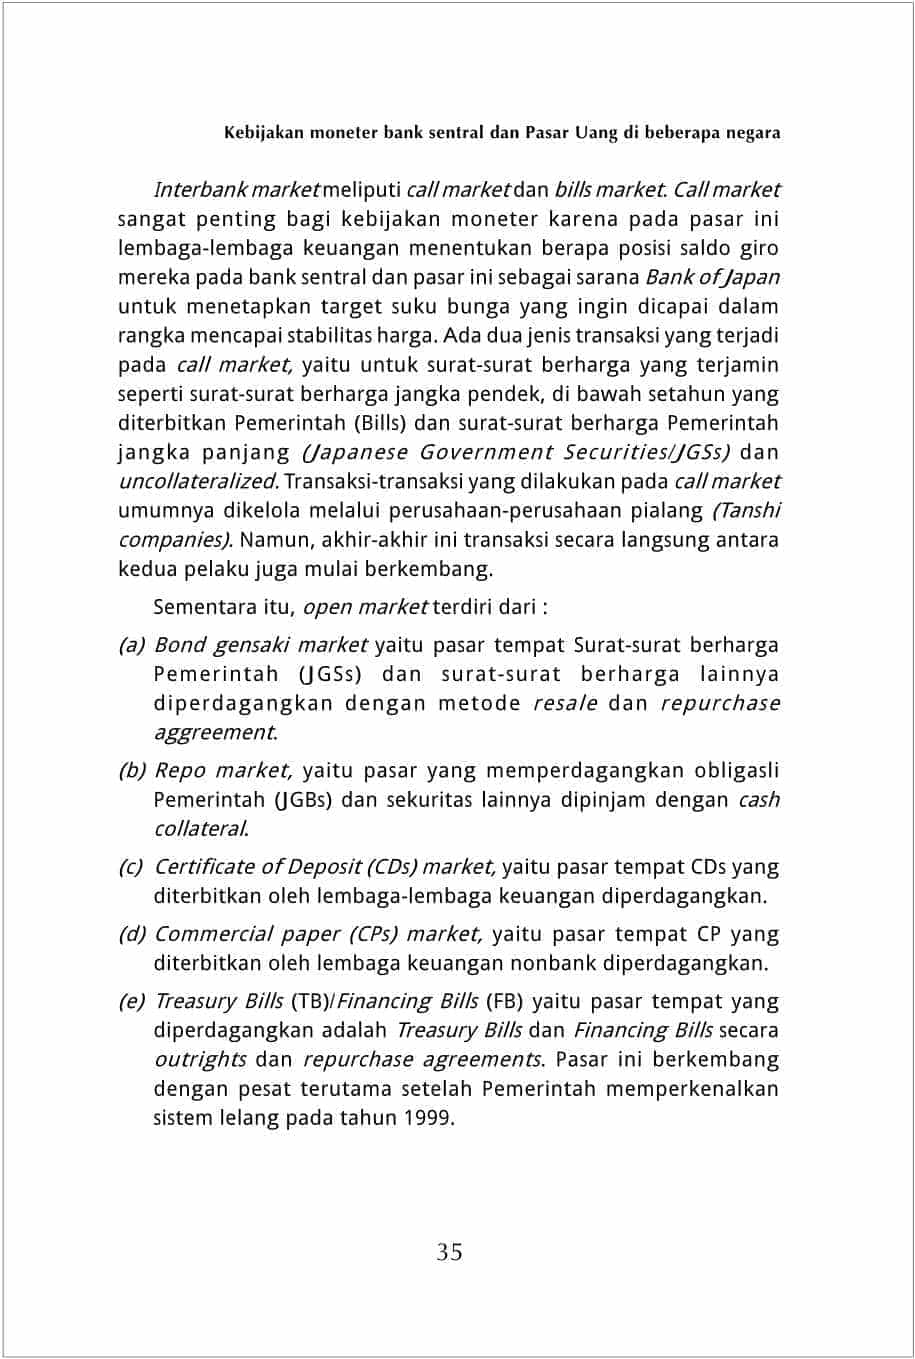 Kebijakan moneter bank sentral dan Pasar Uang di beberapa negara
Interbank market meliputi call market dan bills market. Call market
sangat penting bagi kebijakan moneter karena pada pasar ini
lembaga-lembaga keuangan menentukan berapa posisi saldo giro
mereka pada bank sentral dan pasar ini sebagai sarana Bank of Japan
untuk menetapkan target suku bunga yang ingin dicapai dalam
rangka mencapai stabilitas harga. Ada dua jenis transaksi yang terjadi
pada call market, yaitu untuk surat-surat berharga yang terjamin
seperti surat-surat berharga jangka pendek, di bawah setahun yang
diterbitkan Pemerintah (Bills) dan surat-surat berharga Pemerintah
jangka panjang (Japanese Government Securities/JGSs) dan
uncollateralized. Transaksi-transaksi yang dilakukan pada call market
umumnya dikelola melalui perusahaan-perusahaan pialang (Tanshi
companies). Namun, akhir-akhir ini transaksi secara langsung antara
kedua pelaku juga mulai berkembang.
Sementara itu, open market terdiri dari :
(a) Bond gensaki market yaitu pasar tempat Surat-surat berharga
Pemerintah (JGSs) dan surat-surat berharga lainnya
diperdagangkan dengan metode resale dan repurchase
aggreement.
(b) Repo market, yaitu pasar yang memperdagangkan obligasli
Pemerintah (JGBs) dan sekuritas lainnya dipinjam dengan cash
collateral.
(c) Certificate of Deposit (CDs) market, yaitu pasar tempat CDs yang
diterbitkan oleh lembaga-lembaga keuangan diperdagangkan.
(d) Commercial paper (CPs) market, yaitu pasar tempat CP yang
diterbitkan oleh lembaga keuangan nonbank diperdagangkan.
(e) Treasury Bills (TB)/Financing Bills (FB) yaitu pasar tempat yang
diperdagangkan adalah Treasury Bills dan Financing Bills secara
outrights dan repurchase agreements. Pasar ini berkembang
dengan pesat terutama setelah Pemerintah memperkenalkan
sistem lelang pada tahun 1999.
35